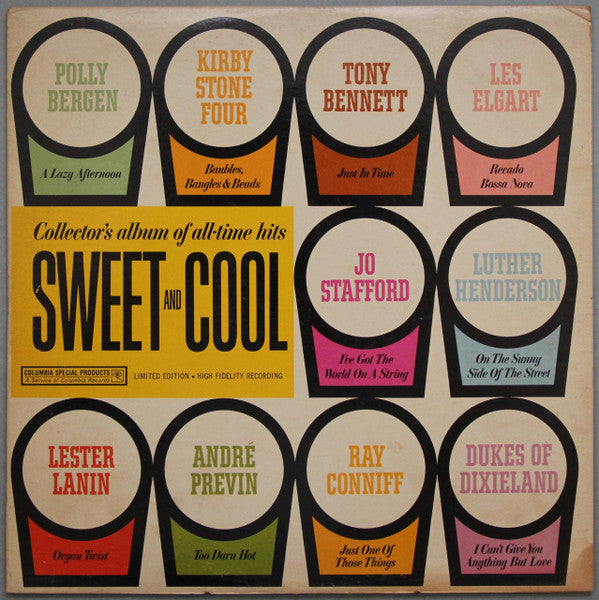 POLLY
BERGEN
A Lazy Afternoon
KIRBY
STONE
FOUR
Baubles,
Bangles & Beads
TONY
BENNETT
Just In Time
LES
ELGART
Recado
Bossa Nova
Collector's album of all-time hits
SWEET AND COOL
COLUMBIA SPECIAL PRODUCTS
A Service of Columbia Records
LIMITED EDITION • HIGH FIDELITY RECORDING
JO
STAFFORD
I've Got The
World On A String
LUTHER
HENDERSON
On The Sunny
Side Of The Street
LESTER
LANIN
Organ Twist
ANDRÉ
PREVIN
Too Darn Hot
RAY
CONNIFF
Just One Of
Those Things
DUKES OF
DIXIELAND
I Can't Give You
Anything But Love